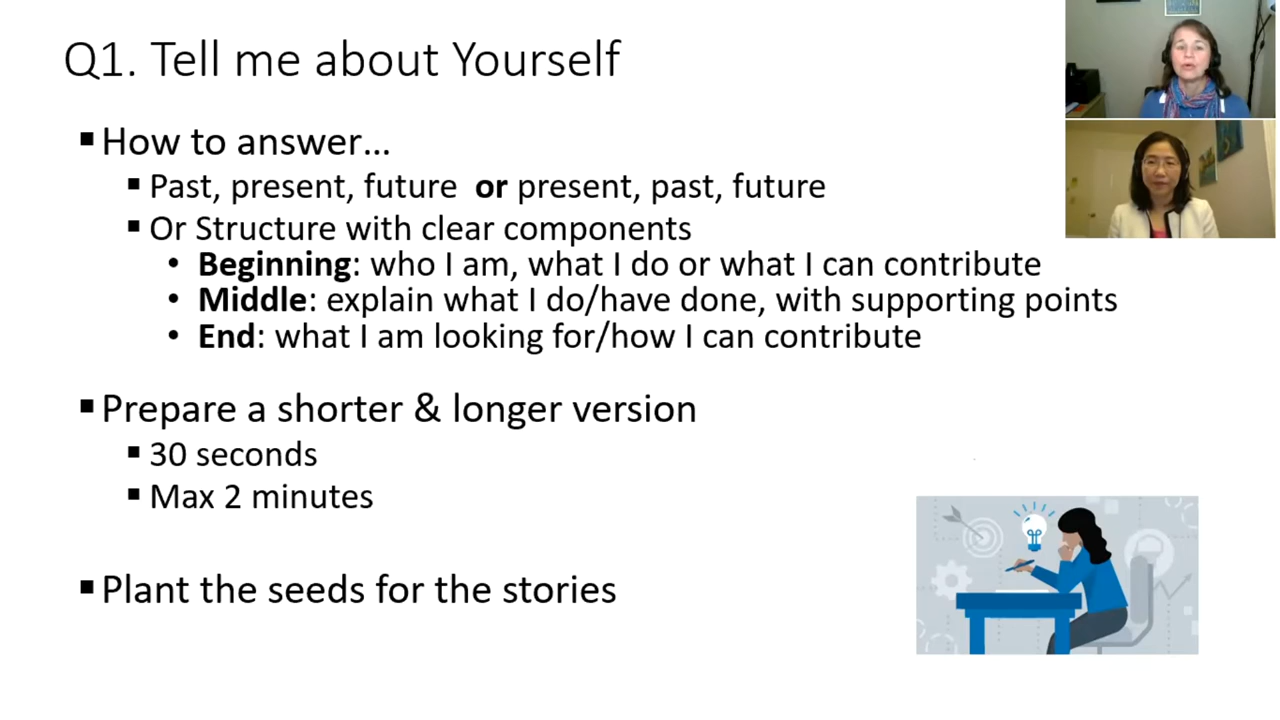 Q1. Tell me about Yourself
How to answer...
Past, present, future or present, past, future
Or Structure with clear components
Beginning: who I am, what I do or what I can contribute
Middle: explain what I do/have done, with supporting points
End: what I am looking for/how I can contribute
Prepare a shorter & longer version
30 seconds
Max 2 minutes
Plant the seeds for the stories